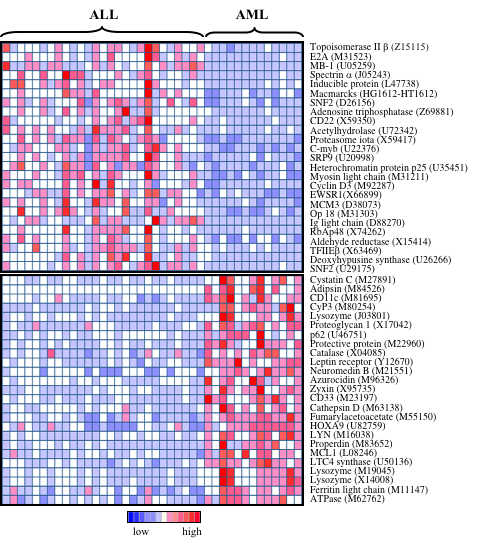 ALL AML
Topoisomerase II β (Z15115)
E2A (M31523)
MB-1 (U05259)
Spectrin α (J05243)
Inducible protein (L47738)
Macmarcks (HG1612-HT1612)
SNF2 (D26156)
Adenosine triphosphatase (Z69881)
CD22 (X59350)
Acetylhydrolase (U72342)
Proteasome iota (X59417)
C-myb (U22376)
SRP9 (U20998)
Heterochromatin protein p25 (U35451)
Myosin light chain (M31211)
Cyclin D3 (M92287)
EWSR1(X66899)
MCM3 D38073)
Op 18 (M31303)
Ig light chain (D88270)
RbAp48 (X74262)
Aldehyde reductase (X15414)
TFIIEβ (X63469)
Deoxyhypusine synthase (U26266)
SNF2 (U29175)
Cystatin C (M27891)
Adipsin (M84526)
CD11c (M81695)
CyP3 (M80254)
Lysozyme (J03801)
Proteoglycan 1 (X17042)
p62 (U46751)
Protective protein (M22960)
Catalase (X04085)
Leptin receptor (Y12670)
Neuromedin B (M21551)
Azurocidin (M96326)
Zyxin (X95735)
CD33 (M23197)
Cathepsin D (M63138)
Fumarylacetoacetate (M55150)
HOXA9 (U82759)
LYN (M16038)
Properdin (M83652)
MCL1 (L08246)
LTC4 synthase (U50136)
Lysozyme (M19045)
Lysozyme (X14008)
Ferritin light chain (M11147)
ATPase (M62762)
low high